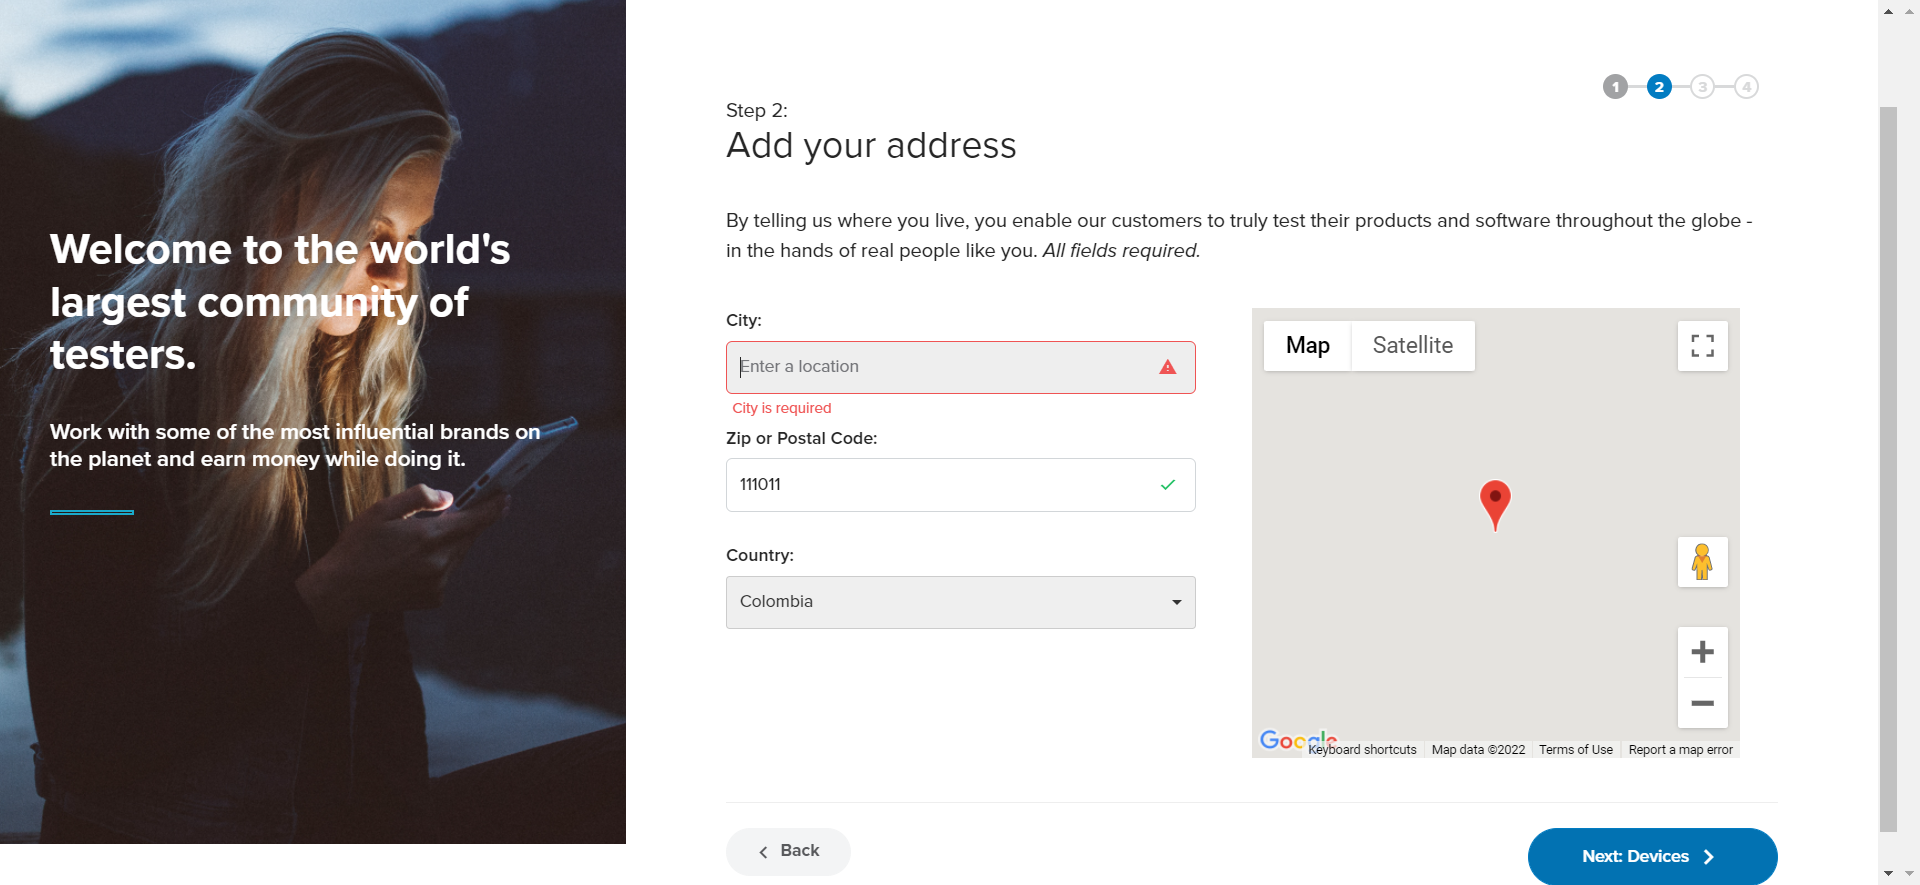 Welcome to the world's
largest community of
testers.
Work with some of the most influential brands on
the planet and earn money while doing it.
1 2 3 4
Step 2:
Add your address
By telling us where you live, you enable our customers to truly test their products and software throughout the globe -
in the hands of real people like you. All fields required.
City:
Enter a location
City is required
Zip or Postal Code:
111011
Country:
Colombia
Map Satellite
Google
Keyboard shortcuts Map data ©2022 Terms of Use Report a map error
Back
Next: Devices